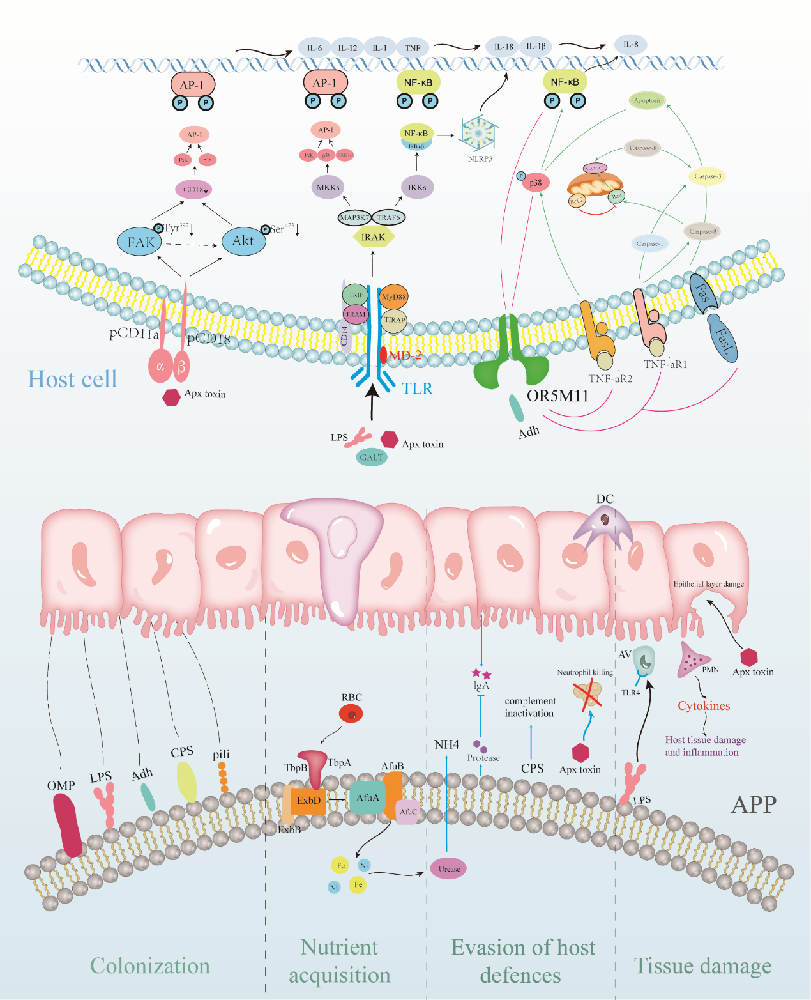 IL-6 IL-12 IL-1 TNF IL-18 IL-1β IL-8
AP-1 AP-1 NF-κB NF-κB
P P P P P P P P
Apoptosis
AP-1 AP-1 NF-κB
IKBα/β
NLRP3
JNK p38 JNK p38 ERK1/2
Caspase-8
CytoC
Caspase-3
P p38
CD18↓ MKKs IKKs
BcL2 Bax
MAP3K7 TRAF6
IRAK
P Tyr397↓ P Ser473↓
FAK Akt
Caspase-8
Caspase-1
TRIF MyD88
TRAM TIRAP
CD14
MD-2
Fas
FasL
pCD11a pCD18
α β
Host cell
Apx toxin
TLR
TNF-aR2
TNF-aR1
OR5M11
Adh
LPS Apx toxin
GALT
DC
Epithelial layer damge
AV
TLR4
PMN
Apx toxin
Neutrophil killing
IgA
Cytokines
RBC
complement
inactivation
Host tissue damage
and inflammation
NH4
Protease
CPS
Apx toxin
OMP
LPS
Adh
CPS
pili
TbpB TbpA AfuB
ExbD AfuA
AfuC
ExbB
LPS
APP
Fe Ni
Ni Fe
Urease
Colonization
Nutrient
acquisition
Evasion of host
defences
Tissue damage